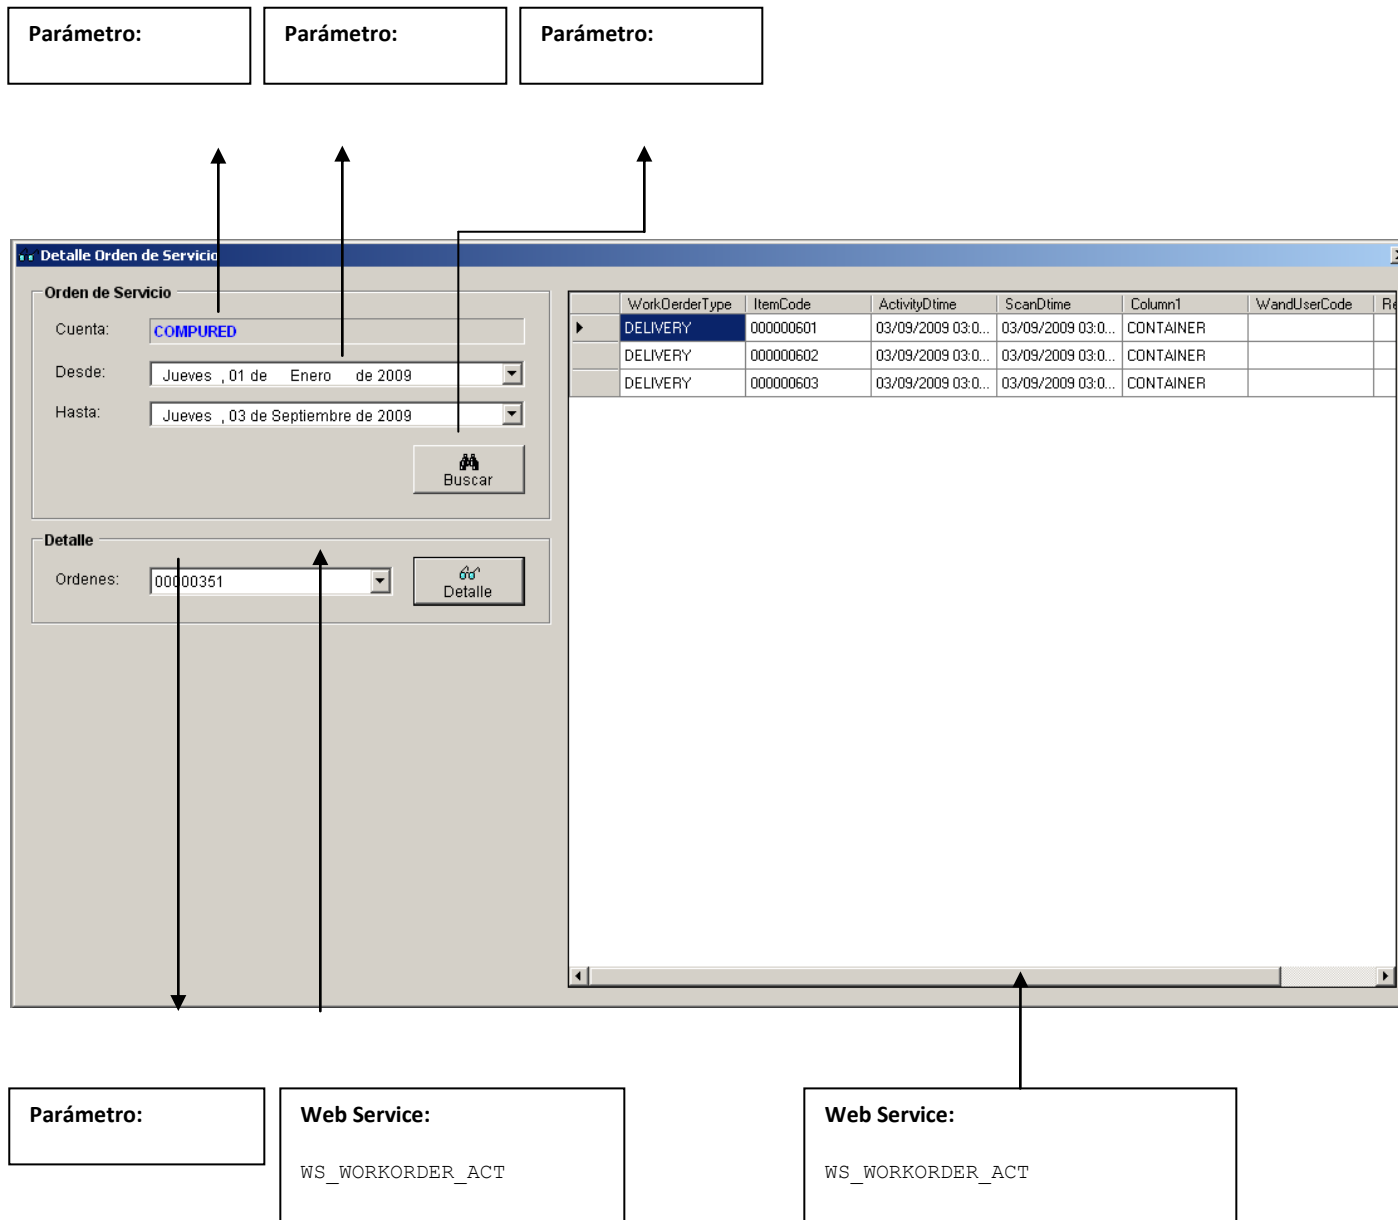 Parámetro: Parámetro: Parámetro:
Detalle Orden de Servicio
Orden de Servicio
Cuenta: COMPURED
Desde: Jueves , 01 de Enero de 2009
Hasta: Jueves , 03 de Septiembre de 2009
Buscar
Detalle
Ordenes: 00000351
Detalle
WorkOerderType ItemCode ActivityDtime ScanDtime Column1 WandUserCode Re
DELIVERY 000000601 03/09/2009 03:0... 03/09/2009 03:0... CONTAINER
DELIVERY 000000602 03/09/2009 03:0... 03/09/2009 03:0... CONTAINER
DELIVERY 000000603 03/09/2009 03:0... 03/09/2009 03:0... CONTAINER
Parámetro:
Web Service:
WS_WORKORDER_ACT
Web Service:
WS_WORKORDER_ACT